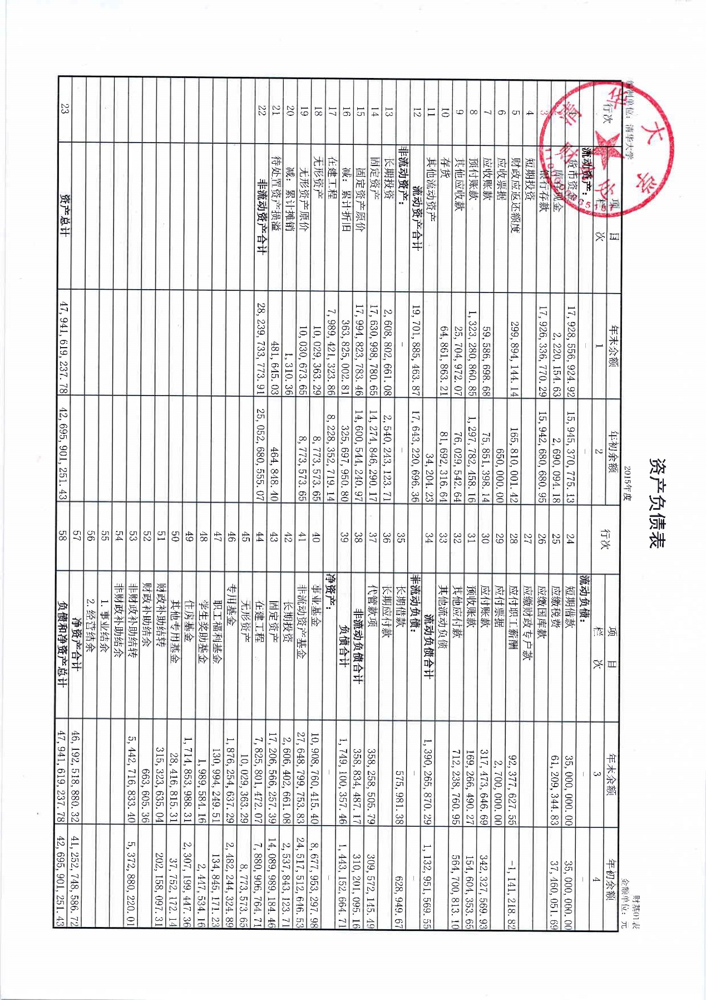 资产负债表
财基01表
编制单位：清华大学 2015年度 金额单位：元
行次 项 目 年末余额 年初余额 行次 项 目 年末余额 年初余额
栏 次 1 2 栏 次 3 4
流动资产： - - 流动负债： - -
1 货币资金 17,928,556,924.92 15,945,370,775.13 24 短期借款 35,000,000.00 35,000,000.00
2 库存现金 2,220,154.63 2,690,094.18 25 应缴税费 61,209,344.83 37,460,051.69
3 银行存款 17,926,336,770.29 15,942,680,680.95 26 应缴国库款
4 短期投资 27 应缴财政专户款
5 财政应返还额度 299,894,144.14 165,810,001.42 28 应付职工薪酬 92,377,627.55 -1,141,218.82
6 应收票据 650,000.00 29 应付票据 2,700,000.00
7 应收账款 59,586,698.68 75,851,398.14 30 应付账款 317,473,646.69 342,327,569.93
8 预付账款 1,323,280,860.85 1,297,782,458.16 31 预收账款 169,266,490.27 154,604,353.65
9 其他应收款 25,704,972.07 76,029,542.64 32 其他应付款 712,238,760.95 564,700,813.10
10 存货 64,861,863.21 81,692,316.64 33 其他流动负债
11 其他流动资产 34,204.23 34 流动负债合计 1,390,265,870.29 1,132,951,569.55
12 流动资产合计 19,701,885,463.87 17,643,220,696.36 非流动负债： - -
非流动资产： - - 35 长期借款 575,981.38 628,949.67
13 长期投资 2,608,802,661.08 2,540,243,123.71 36 长期应付款
14 固定资产 17,630,998,780.65 14,274,846,290.17 37 代管款项 358,258,505.79 309,572,145.49
15 固定资产原价 17,994,823,783.46 14,600,544,240.97 38 非流动负债合计 358,834,487.17 310,201,095.16
16 减：累计折旧 363,825,002.81 325,697,950.80 39 负债合计 1,749,100,357.46 1,443,152,664.71
17 在建工程 7,989,421,323.86 8,228,352,719.14 净资产： - -
18 无形资产 10,029,363.29 8,773,573.65 40 事业基金 10,908,760,415.40 8,677,953,297.98
19 无形资产原价 10,030,673.65 8,773,573.65 41 非流动资产基金 27,648,799,753.83 24,517,512,646.53
20 减：累计摊销 1,310.36 42 长期投资 2,606,402,661.08 2,537,843,123.71
21 待处置资产损溢 481,645.03 464,848.40 43 固定资产 17,206,566,257.39 14,089,989,184.46
22 非流动资产合计 28,239,733,773.91 25,052,680,555.07 44 在建工程 7,825,801,472.07 7,880,906,764.71
45 无形资产 10,029,363.29 8,773,573.65
46 专用基金 1,876,254,637.29 2,482,244,324.89
47 职工福利基金 130,994,249.51 134,845,171.23
48 学生奖助基金 1,989,584.16 2,447,534.16
49 住房基金 1,714,853,988.31 2,307,199,447.36
50 其他专用基金 28,416,815.31 37,752,172.14
51 财政补助结转 315,323,635.04 202,158,097.31
52 财政补助结余 663,605.36
53 非财政补助结转 5,442,716,833.40 5,372,880,220.01
54 非财政补助结余
55 1.事业结余
56 2.经营结余
57 净资产合计 46,192,518,880.32 41,252,748,586.72
23 资产总计 47,941,619,237.78 42,695,901,251.43 58 负债和净资产总计 47,941,619,237.78 42,695,901,251.43
清华大学